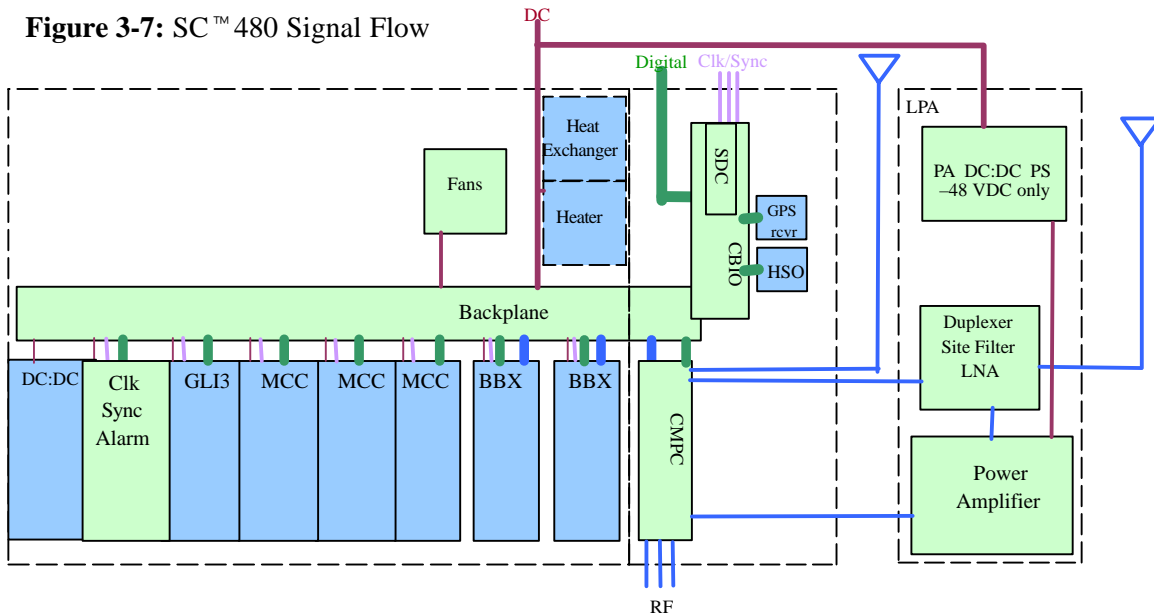 Figure 3-7: SC™480 Signal Flow
DC
Digital
Clk/Sync
LPA
Heat
Exchanger
Heater
Fans
SDC
CBIO
GPS
rcvr
HSO
PA DC:DC PS
–48 VDC only
Backplane
Duplexer
Site Filter
LNA
DC:DC
Clk
Sync
Alarm
GLI3
MCC
MCC
MCC
BBX
BBX
CMPC
Power
Amplifier
RF